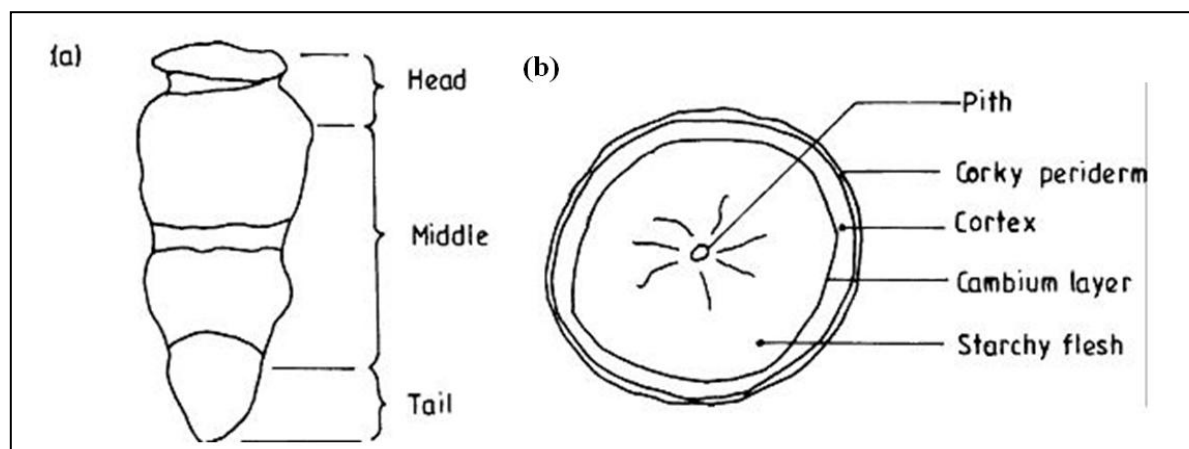 (a)
Head
Middle
Tail
(b)
Pith
Corky periderm
Cortex
Cambium layer
Starchy flesh